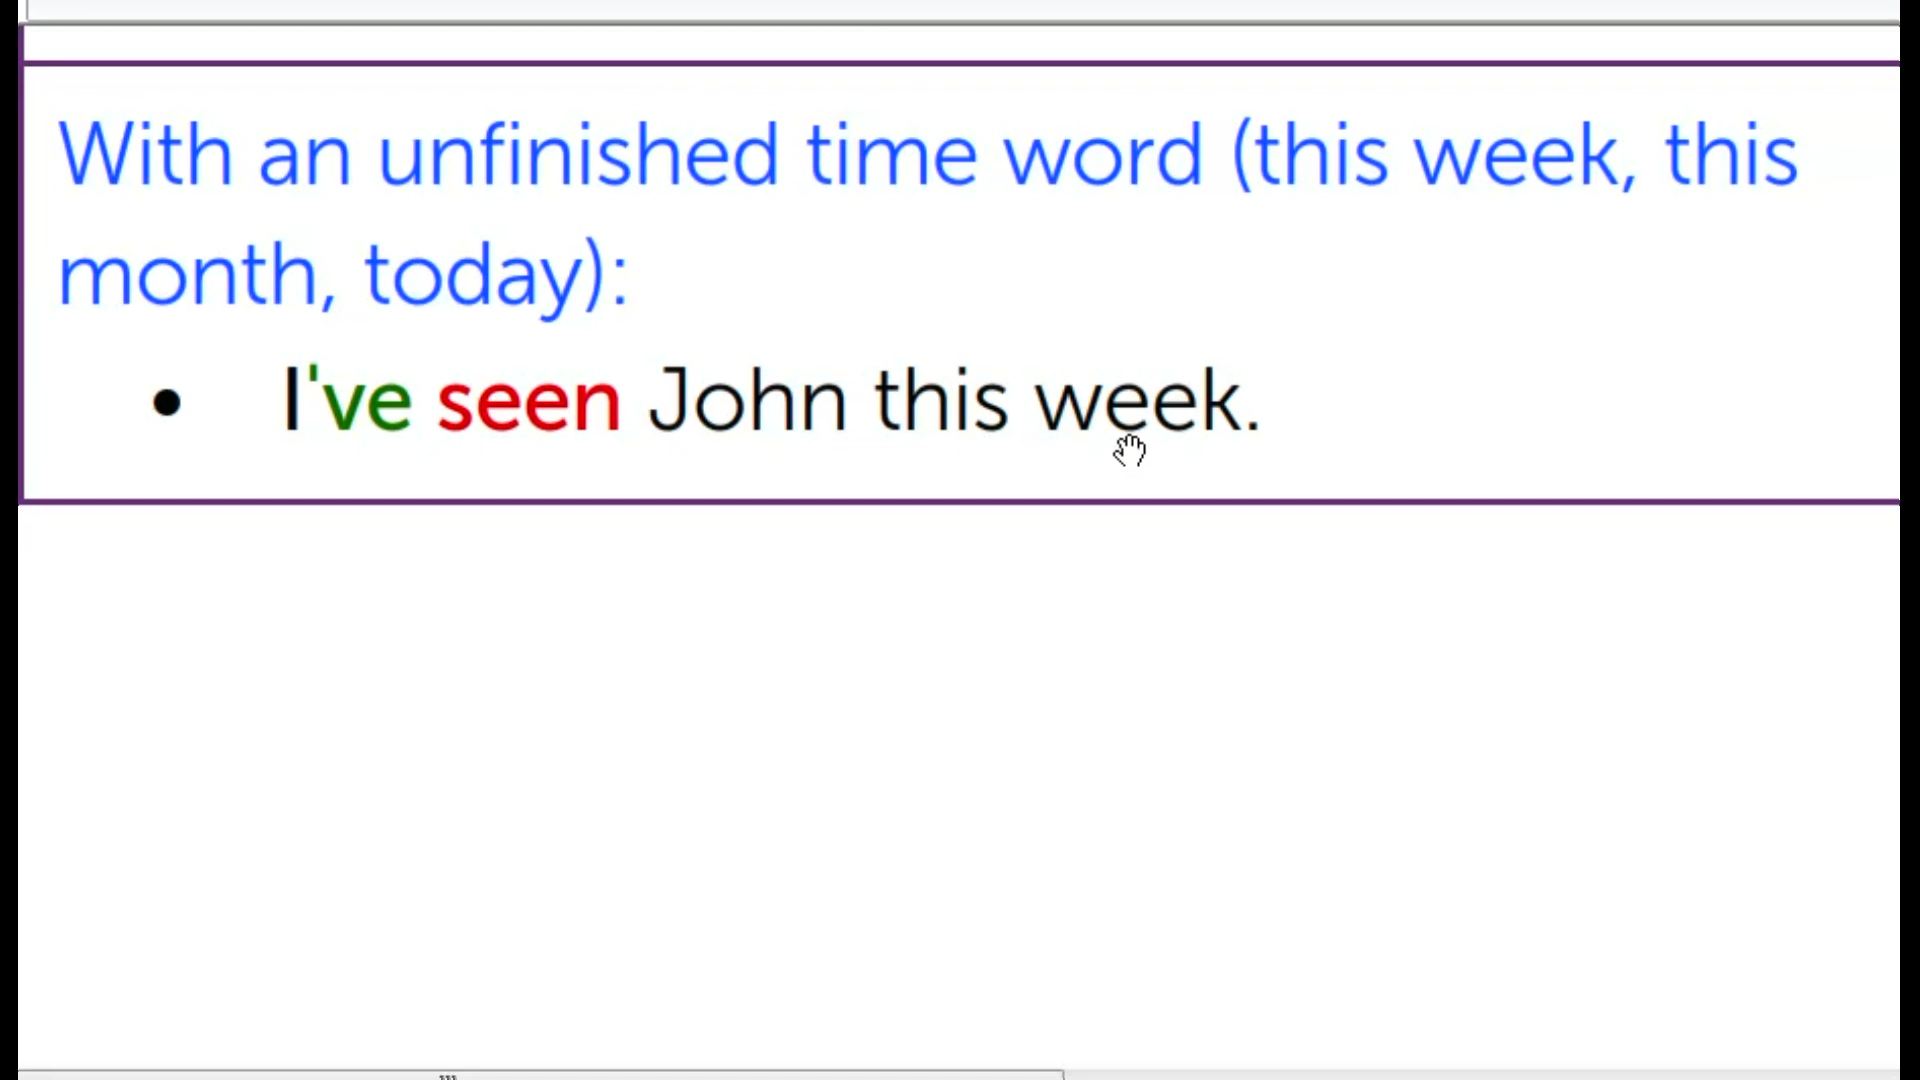 With an unfinished time word (this week, this
month, today):
• I've seen John this week.